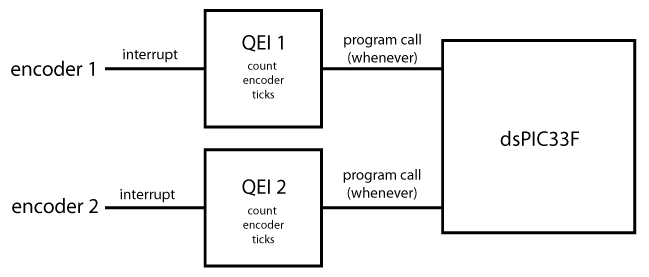 encoder 1
interrupt
QEI 1
count
encoder
ticks
program call
(whenever)
dsPIC33F
encoder 2
interrupt
QEI 2
count
encoder
ticks
program call
(whenever)